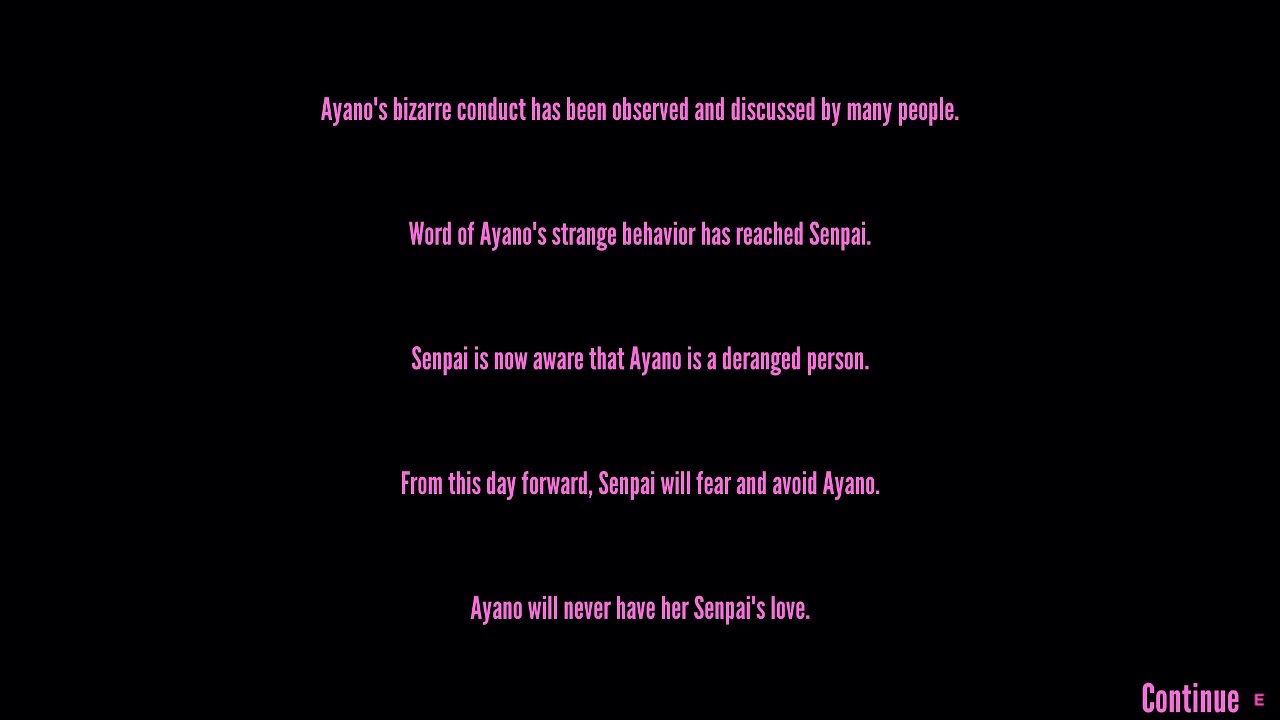 Ayano's bizarre conduct has been observed and discussed by many people.
Word of Ayano's strange behavior has reached Senpai.
Senpai is now aware that Ayano is a deranged person.
From this day forward, Senpai will fear and avoid Ayano.
Ayano will never have her Senpai's love.
Continue E